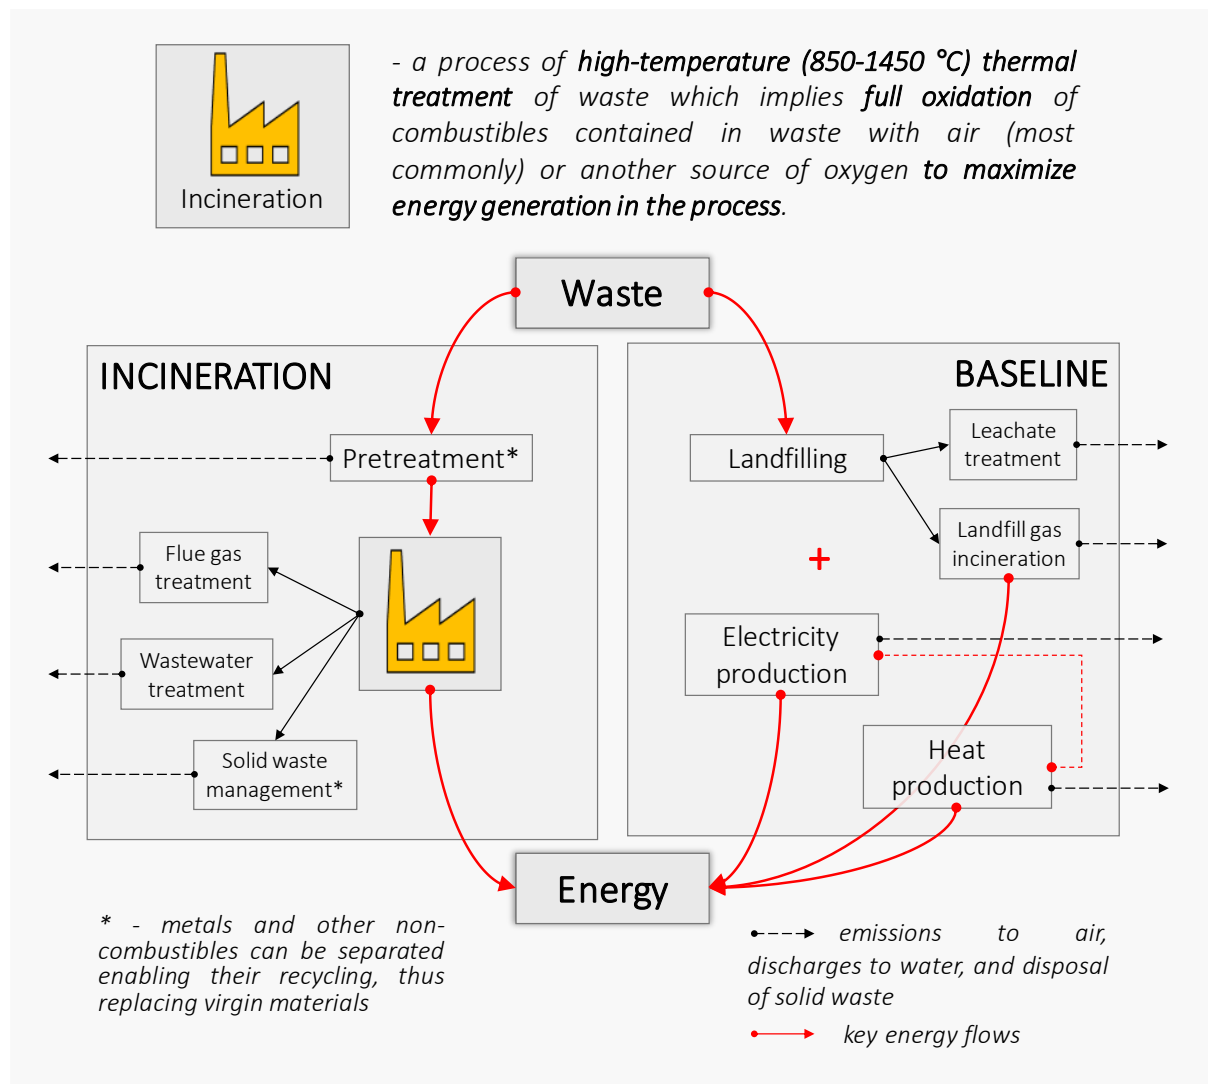 Incineration
- a process of high-temperature (850-1450 °C) thermal
treatment of waste which implies full oxidation of
combustibles contained in waste with air (most
commonly) or another source of oxygen to maximize
energy generation in the process.
Waste
INCINERATION
Pretreatment*
Flue gas
treatment
Wastewater
treatment
Solid waste
management*
BASELINE
Landfilling
Leachate
treatment
Landfill gas
incineration
+
Electricity
production
Heat
production
Energy
* - metals and other non-
combustibles can be separated
enabling their recycling, thus
replacing virgin materials
emissions to air,
discharges to water, and disposal
of solid waste
key energy flows